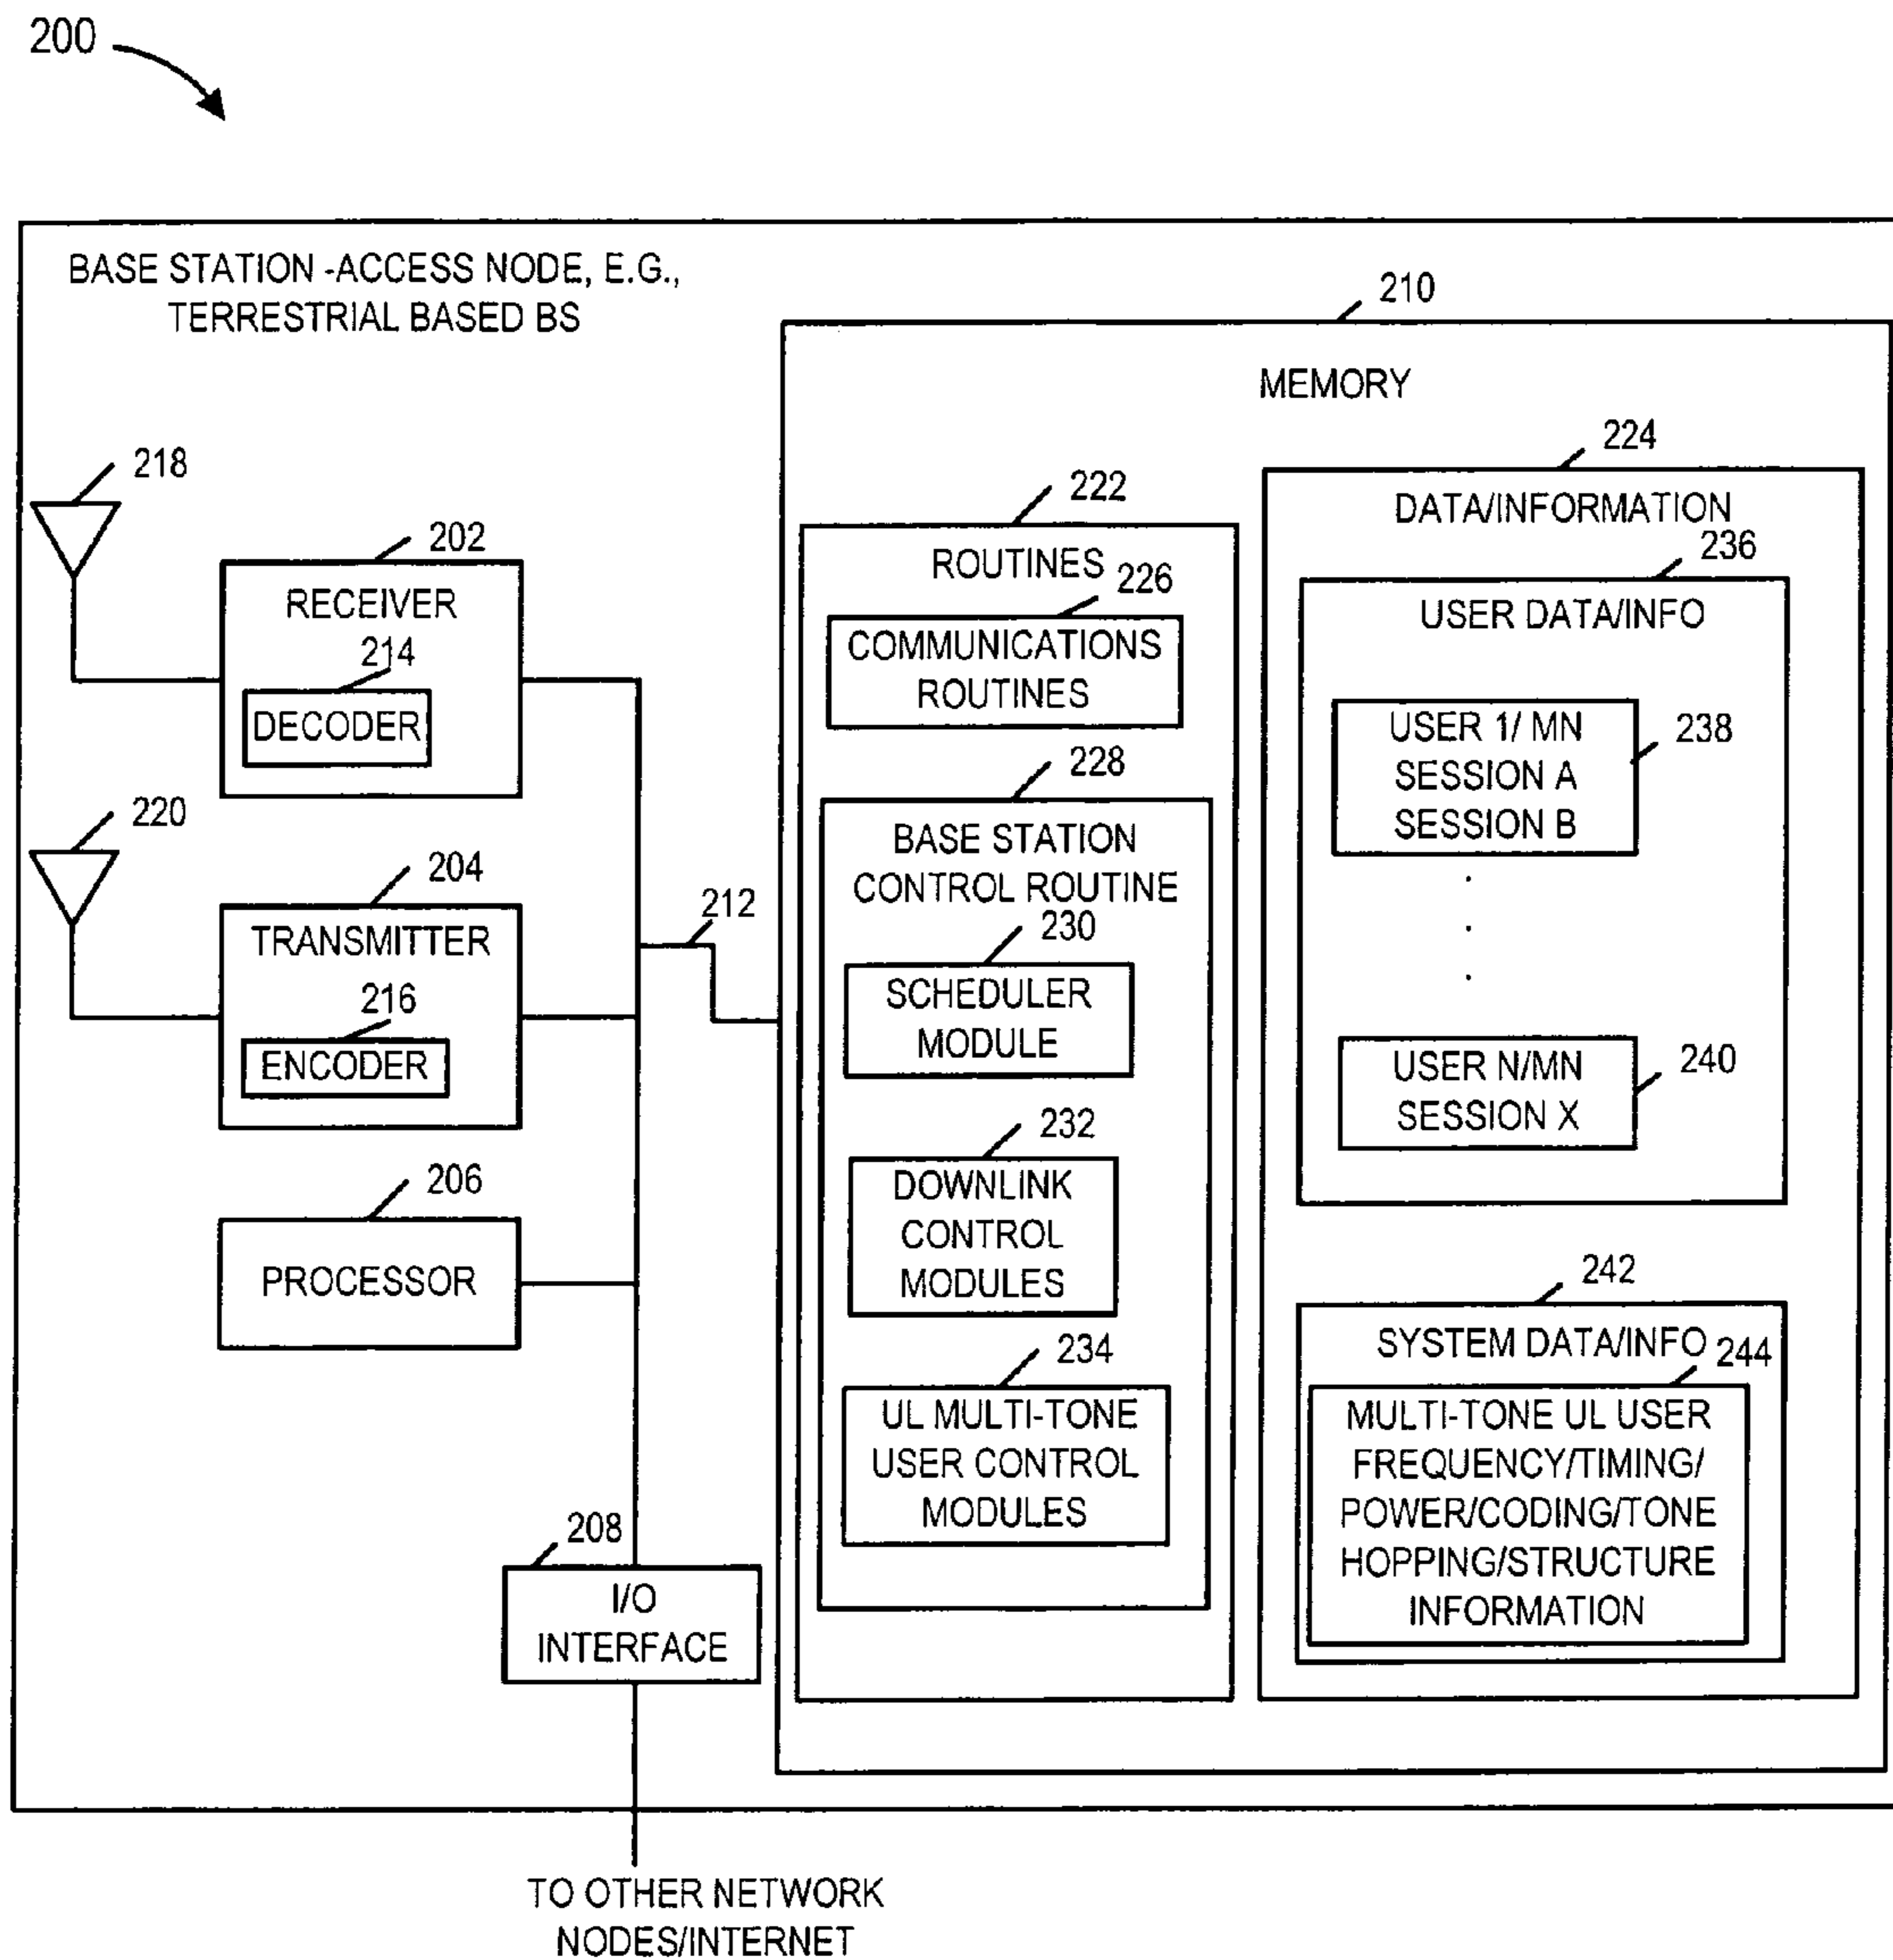 200
BASE STATION -ACCESS NODE, E.G.,
TERRESTRIAL BASED BS
218
202
RECEIVER
214
DECODER
220
204
TRANSMITTER
216
ENCODER
206
PROCESSOR
212
208
I/O
INTERFACE
TO OTHER NETWORK
NODES/INTERNET
210
MEMORY
222
ROUTINES
226
COMMUNICATIONS
ROUTINES
228
BASE STATION
CONTROL ROUTINE
230
SCHEDULER
MODULE
232
DOWNLINK
CONTROL
MODULES
234
UL MULTI-TONE
USER CONTROL
MODULES
224
DATA/INFORMATION
236
USER DATA/INFO
USER 1/ MN
SESSION A
SESSION B
238
USER N/MN
SESSION X
240
242
SYSTEM DATA/INFO
244
MULTI-TONE UL USER
FREQUENCY/TIMING/
POWER/CODING/TONE
HOPPING/STRUCTURE
INFORMATION